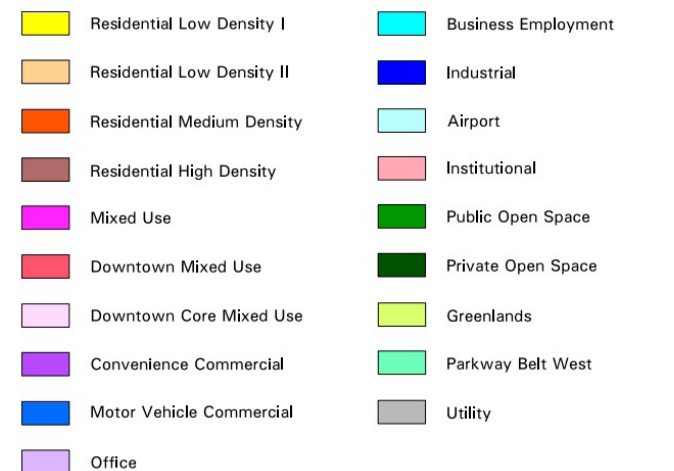 Residential Low Density I
Residential Low Density II
Residential Medium Density
Residential High Density
Mixed Use
Downtown Mixed Use
Downtown Core Mixed Use
Convenience Commercial
Motor Vehicle Commercial
Office
Business Employment
Industrial
Airport
Institutional
Public Open Space
Private Open Space
Greenlands
Parkway Belt West
Utility